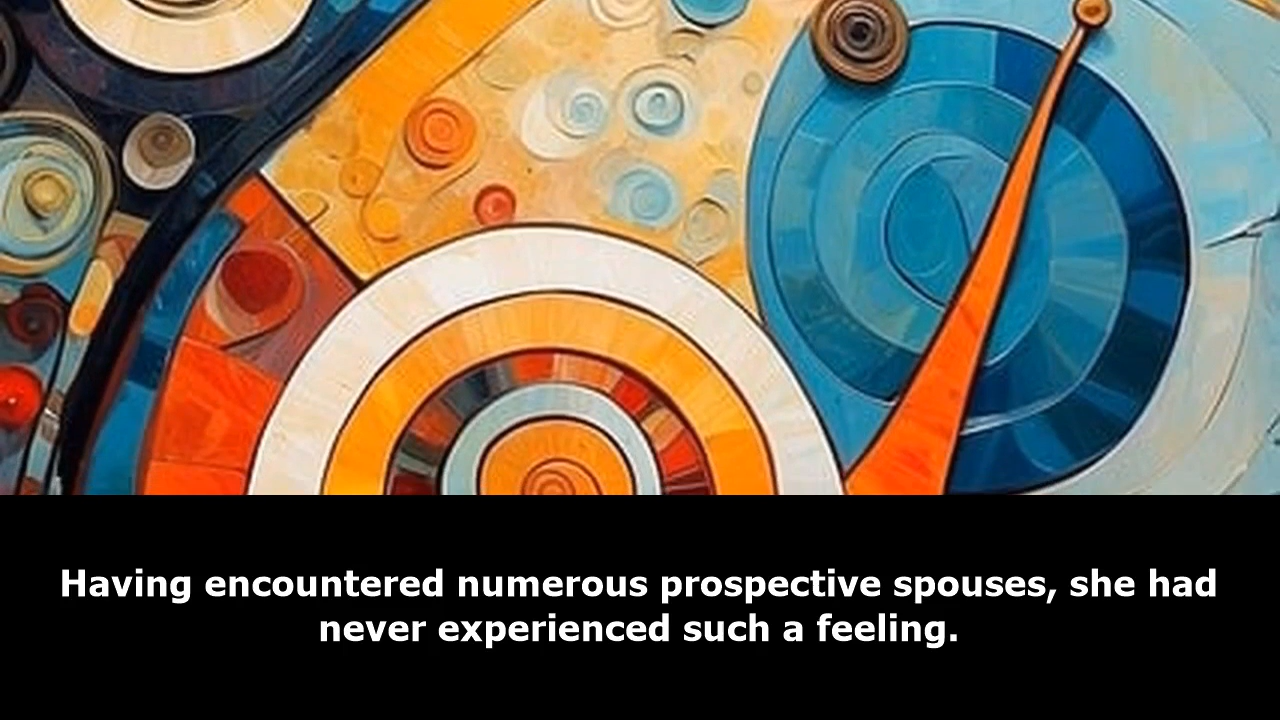 Having encountered numerous prospective spouses, she had
never experienced such a feeling.